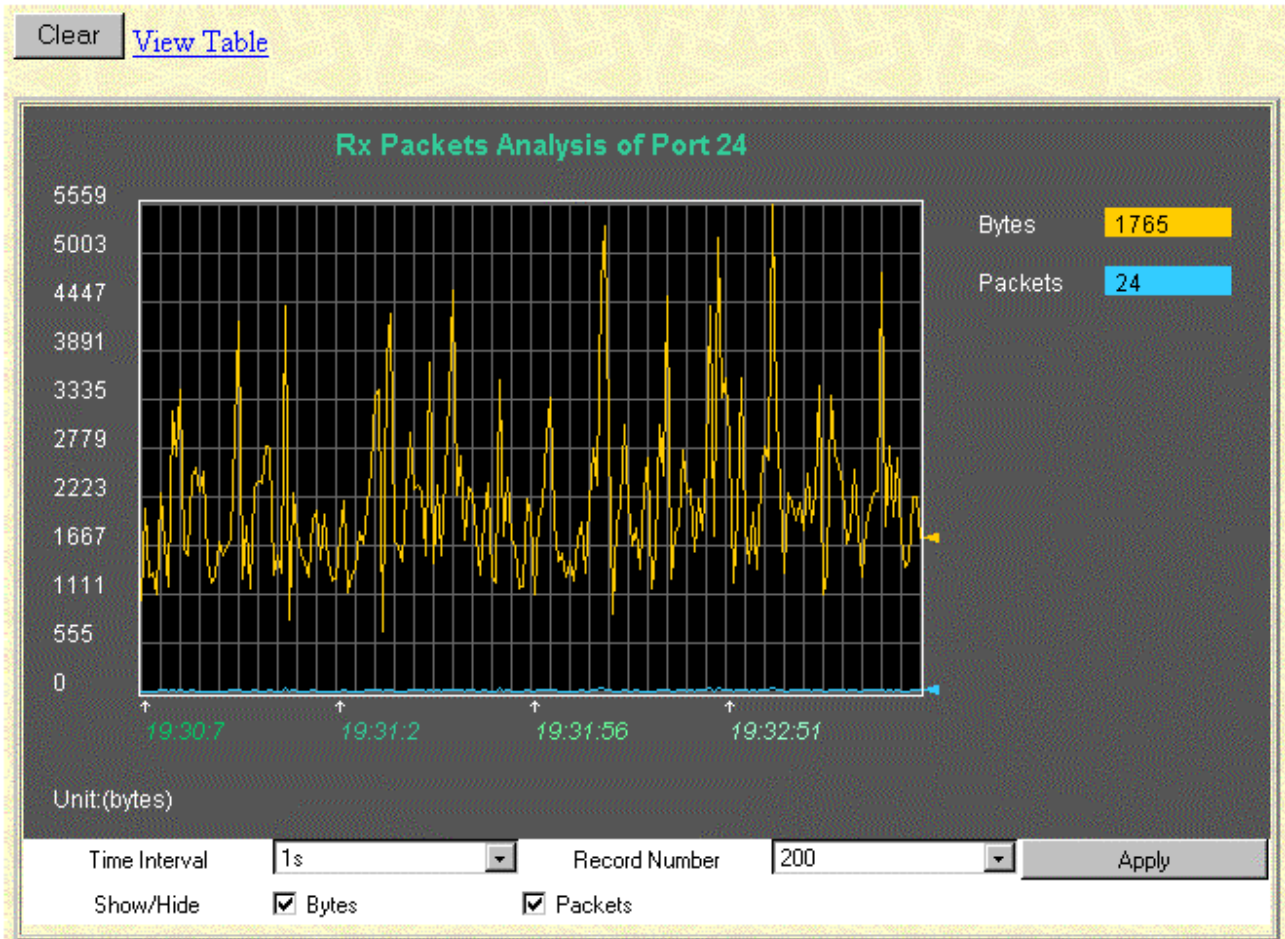 Clear View Table
Rx Packets Analysis of Port 24
5559
5003
4447
3891
3335
2779
2223
1667
1111
555
0
Bytes 1765
Packets 24
19:30:7 19:31:2 19:31:56 19:32:51
Unit:(bytes)
Time Interval 1s Record Number 200 Apply
Show/Hide Bytes Packets